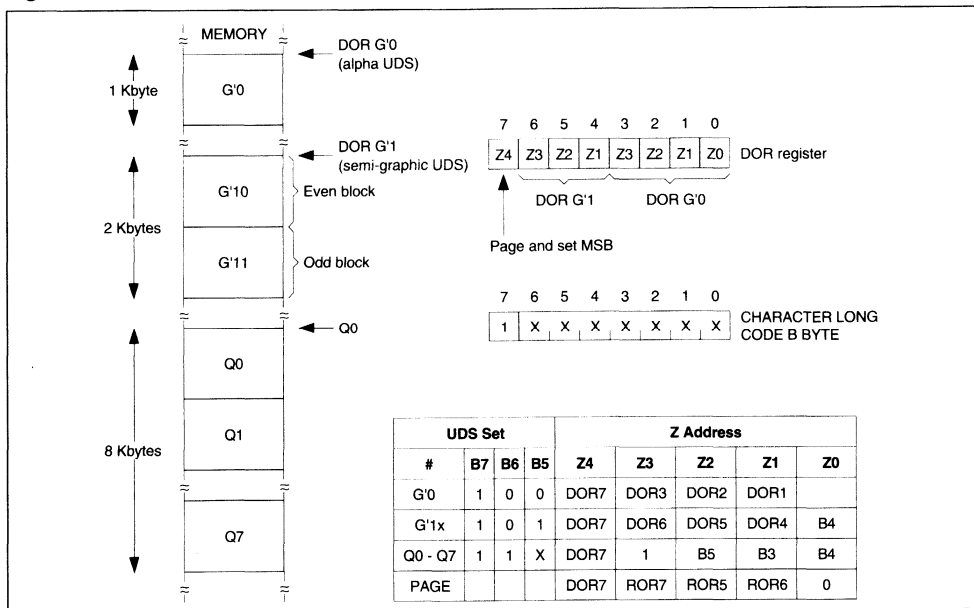 MEMORY
DOR G'0
(alpha UDS)
1 Kbyte
G'0
DOR G'1
(semi-graphic UDS)
G'10
Even block
2 Kbytes
G'11
Odd block
Q0
Q0
Q1
8 Kbytes
Q7
7 6 5 4 3 2 1 0
Z4 Z3 Z2 Z1 Z3 Z2 Z1 Z0 DOR register
DOR G'1 DOR G'0
Page and set MSB
7 6 5 4 3 2 1 0
1 X X X X X X X CHARACTER LONG
CODE B BYTE
UDS Set Z Address
# B7 B6 B5 Z4 Z3 Z2 Z1 Z0
G'0 1 0 0 DOR7 DOR3 DOR2 DOR1
G'1x 1 0 1 DOR7 DOR6 DOR5 DOR4 B4
Q0 - Q7 1 1 X DOR7 1 B5 B3 B4
PAGE DOR7 ROR7 ROR5 ROR6 0